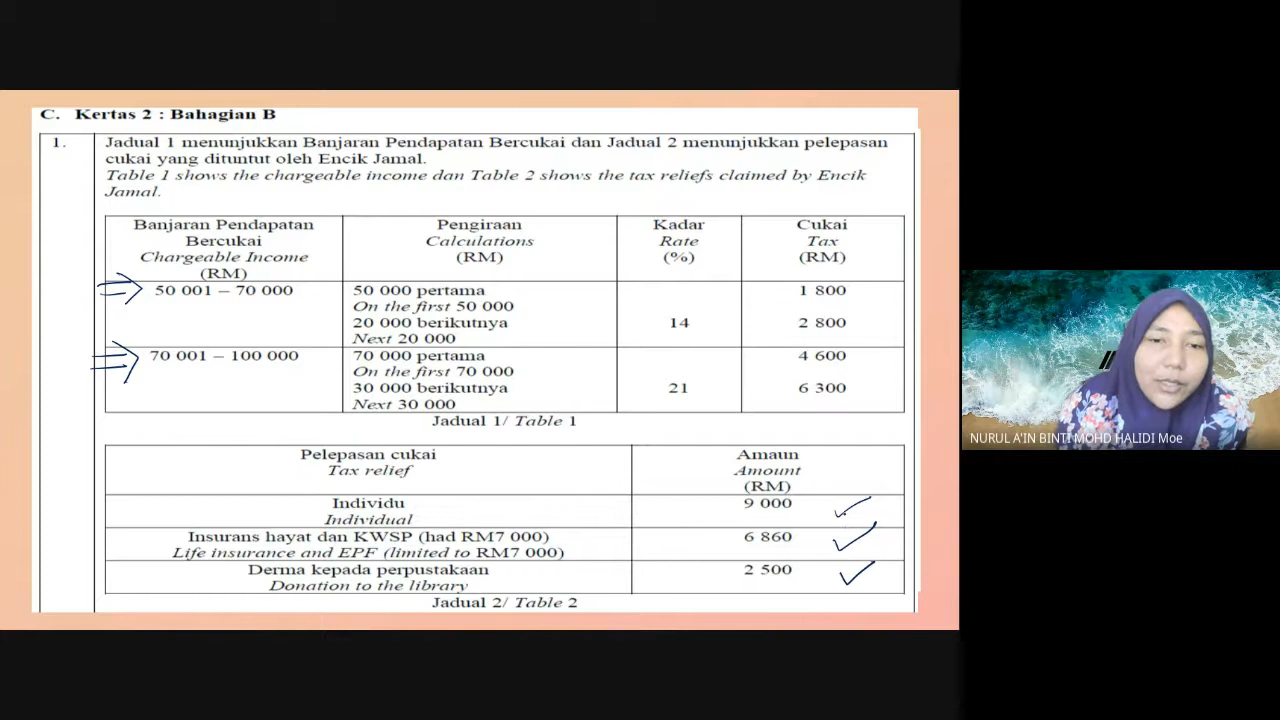 C. Kertas 2 : Bahagian B
1.
Jadual 1 menunjukkan Banjaran Pendapatan Bercukai dan Jadual 2 menunjukkan pelepasan
cukai yang dituntut oleh Encik Jamal.
Table 1 shows the chargeable income dan Table 2 shows the tax reliefs claimed by Encik
Jamal.
Banjaran Pendapatan Pengiraan Kadar Cukai
Bercukai Calculations Rate Tax
Chargeable Income (RM) (%) (RM)
(RM)
50 001 – 70 000 50 000 pertama 1 800
On the first 50 000
20 000 berikutnya 14 2 800
Next 20 000
70 001 – 100 000 70 000 pertama 4 600
On the first 70 000
30 000 berikutnya 21 6 300
Next 30 000
Jadual 1/ Table 1
Pelepasan cukai Amaun
Tax relief Amount
(RM)
Individu 9 000
Individual
Insurans hayat dan KWSP (had RM7 000) 6 860
Life insurance and EPF (limited to RM7 000)
Derma kepada perpustakaan 2 500
Donation to the library
Jadual 2/ Table 2
NURUL A'IN BINTI MOHD HALIDI Moe